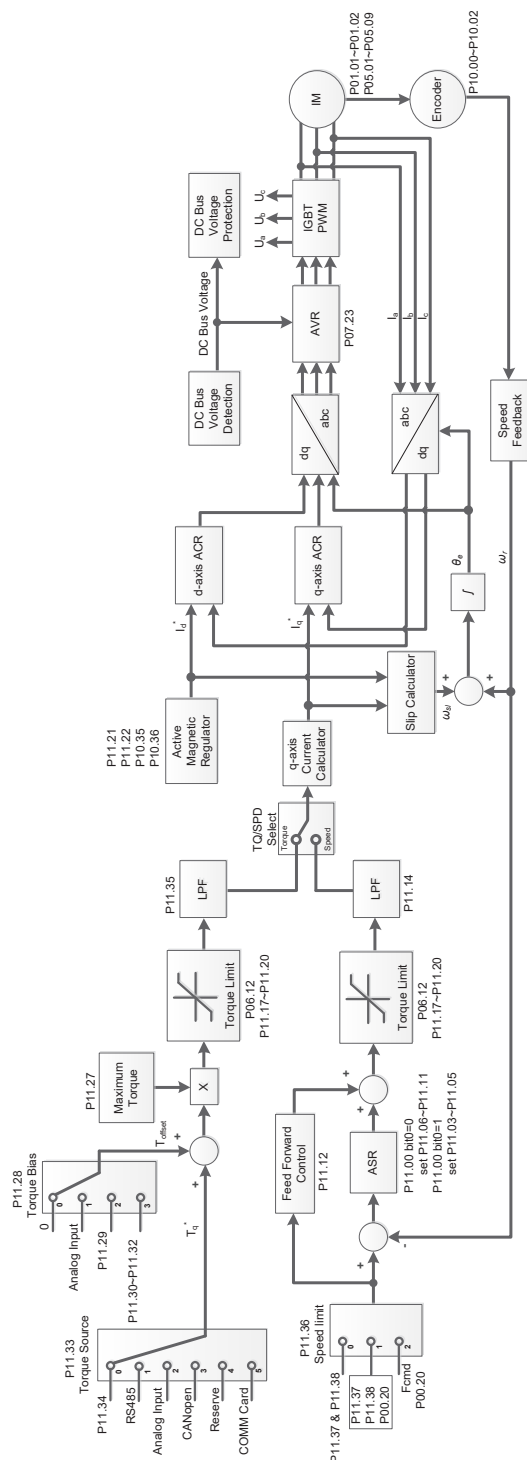 P11.33
Torque Source
P11.34
RS485
Analog Input
CANopen
Reserve
COMM Card
0
1
2
3
4
5
P11.28
Torque Bias
0
Analog Input
P11.29
P11.30~P11.32
0
1
2
3
Tq*
Toffset
+
+
P11.27
Maximum
Torque
X
Torque Limit
P06.12
P11.17~P11.20
P11.35
LPF
P11.36
Speed limit
P11.37 & P11.38
P11.37
P11.38
P00.20
Fcmd
P00.20
0
1
2
+
-
Feed Forward
Control
P11.12
ASR
P11.00 bit0=0
set P11.06~P11.11
P11.00 bit0=1
set P11.03~P11.05
+
+
Torque Limit
P06.12
P11.17~P11.20
LPF
P11.14
TQ/SPD
Select
Torque
Speed
q-axis
Current
Calculator
P11.21
P11.22
P10.35
P10.36
Active
Magnetic
Regulator
Id*
Iq*
d-axis ACR
q-axis ACR
Slip Calculator
ωsl
+
+
∫
θe
dq
abc
abc
dq
DC Bus
Voltage
Detection
DC Bus Voltage
DC Bus
Voltage
Protection
AVR
P07.23
IGBT
PWM
Ua
Ub
Uc
Ia
Ib
Ic
IM
P01.01~P01.02
P05.01~P05.09
Encoder
P10.00~P10.02
Speed
Feedback
ωr